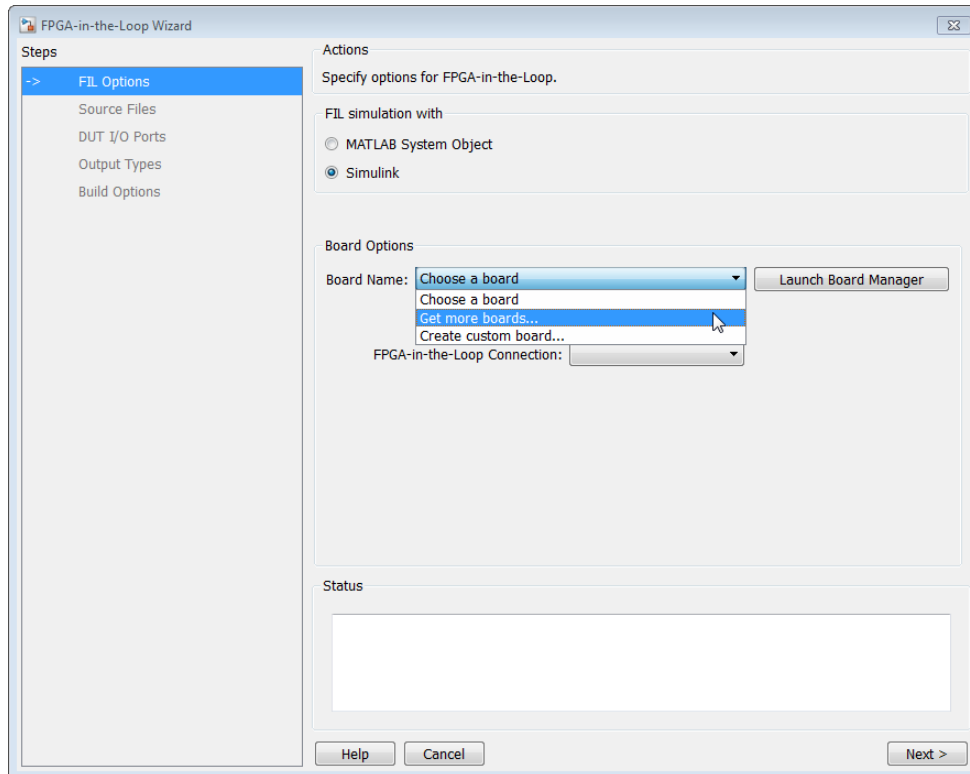 FPGA-in-the-Loop Wizard
Steps
-> FIL Options
Source Files
DUT I/O Ports
Output Types
Build Options
Actions
Specify options for FPGA-in-the-Loop.
FIL simulation with
MATLAB System Object
Simulink
Board Options
Board Name: Choose a board Launch Board Manager
Choose a board
Get more boards...
Create custom board...
FPGA-in-the-Loop Connection:
Status
Help Cancel Next >